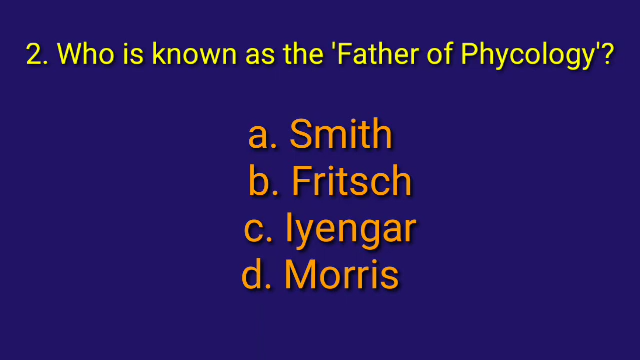 2. Who is known as the 'Father of Phycology'?
a. Smith
b. Fritsch
c. Iyengar
d. Morris